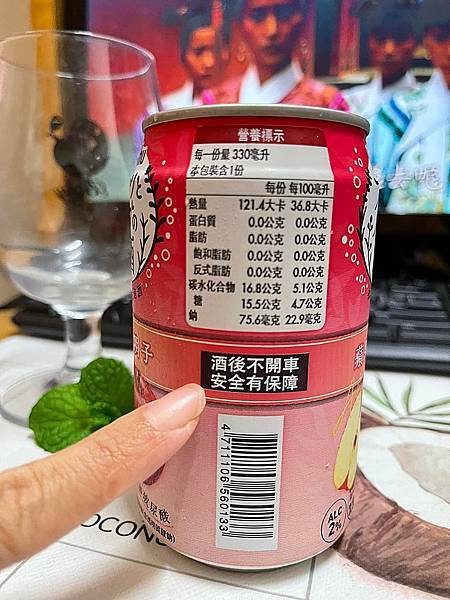 去呢
營養標示
每一份量 330毫升
本包裝含1份
每份 每100毫升
熱量 121.4大卡 36.8大卡
蛋白質 0.0公克 0.0公克
脂肪 0.0公克 0.0公克
飽和脂肪 0.0公克 0.0公克
反式脂肪 0.0公克 0.0公克
碳水化合物 16.8公克 5.1公克
糖 15.5公克 4.7公克
鈉 75.6毫克 22.9毫克
酒後不開車
安全有保障
4 711106 560133
ALC
2%
尿酸
COCON